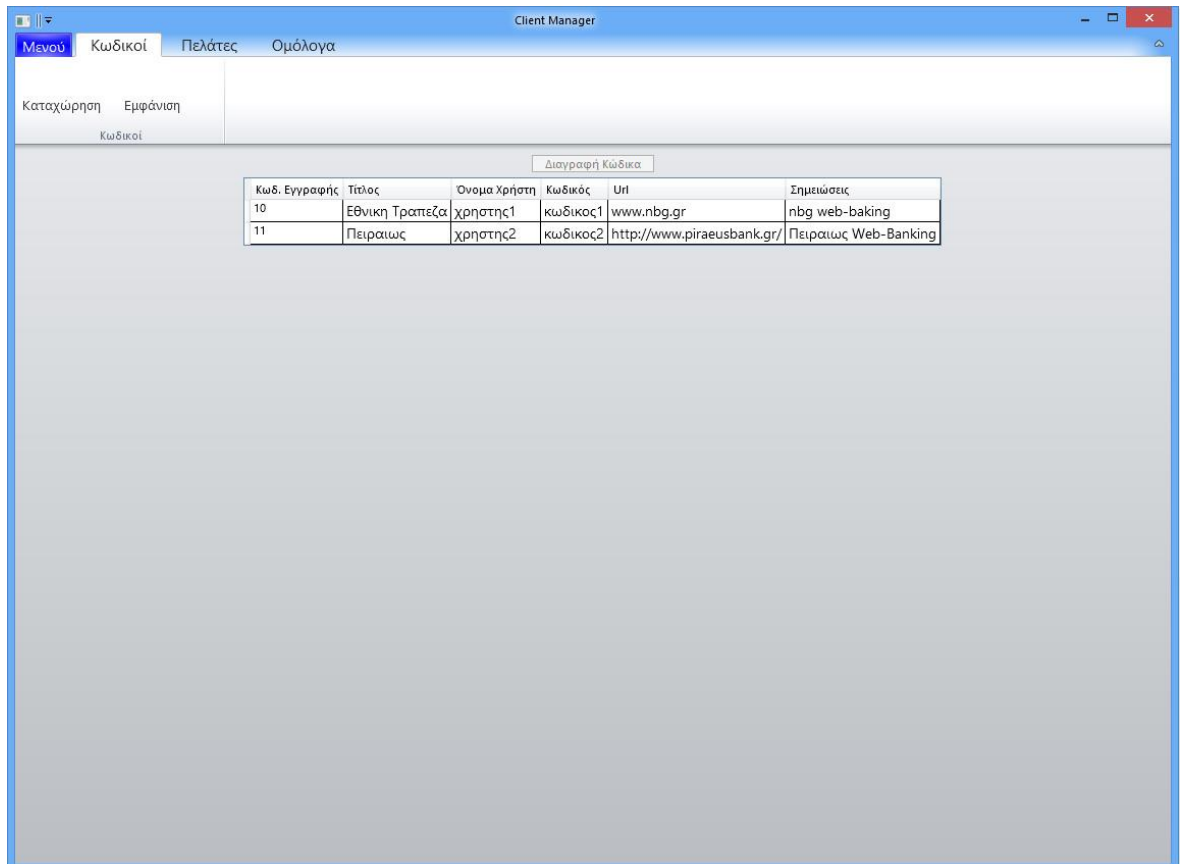 Client Manager
Μενού Κωδικοί Πελάτες Ομόλογα
Καταχώρηση Εμφάνιση
Κωδικοί
Διαγραφή Κώδικα
Κωδ. Εγγραφής Τίτλος Όνομα Χρήστη Κωδικός Url Σημειώσεις
10 Εθνικη Τραπεζα χρηστης1 κωδικος1 www.nbg.gr nbg web-baking
11 Πειραιως χρηστης2 κωδικος2 http://www.piraeusbank.gr/ Πειραιως Web-Banking